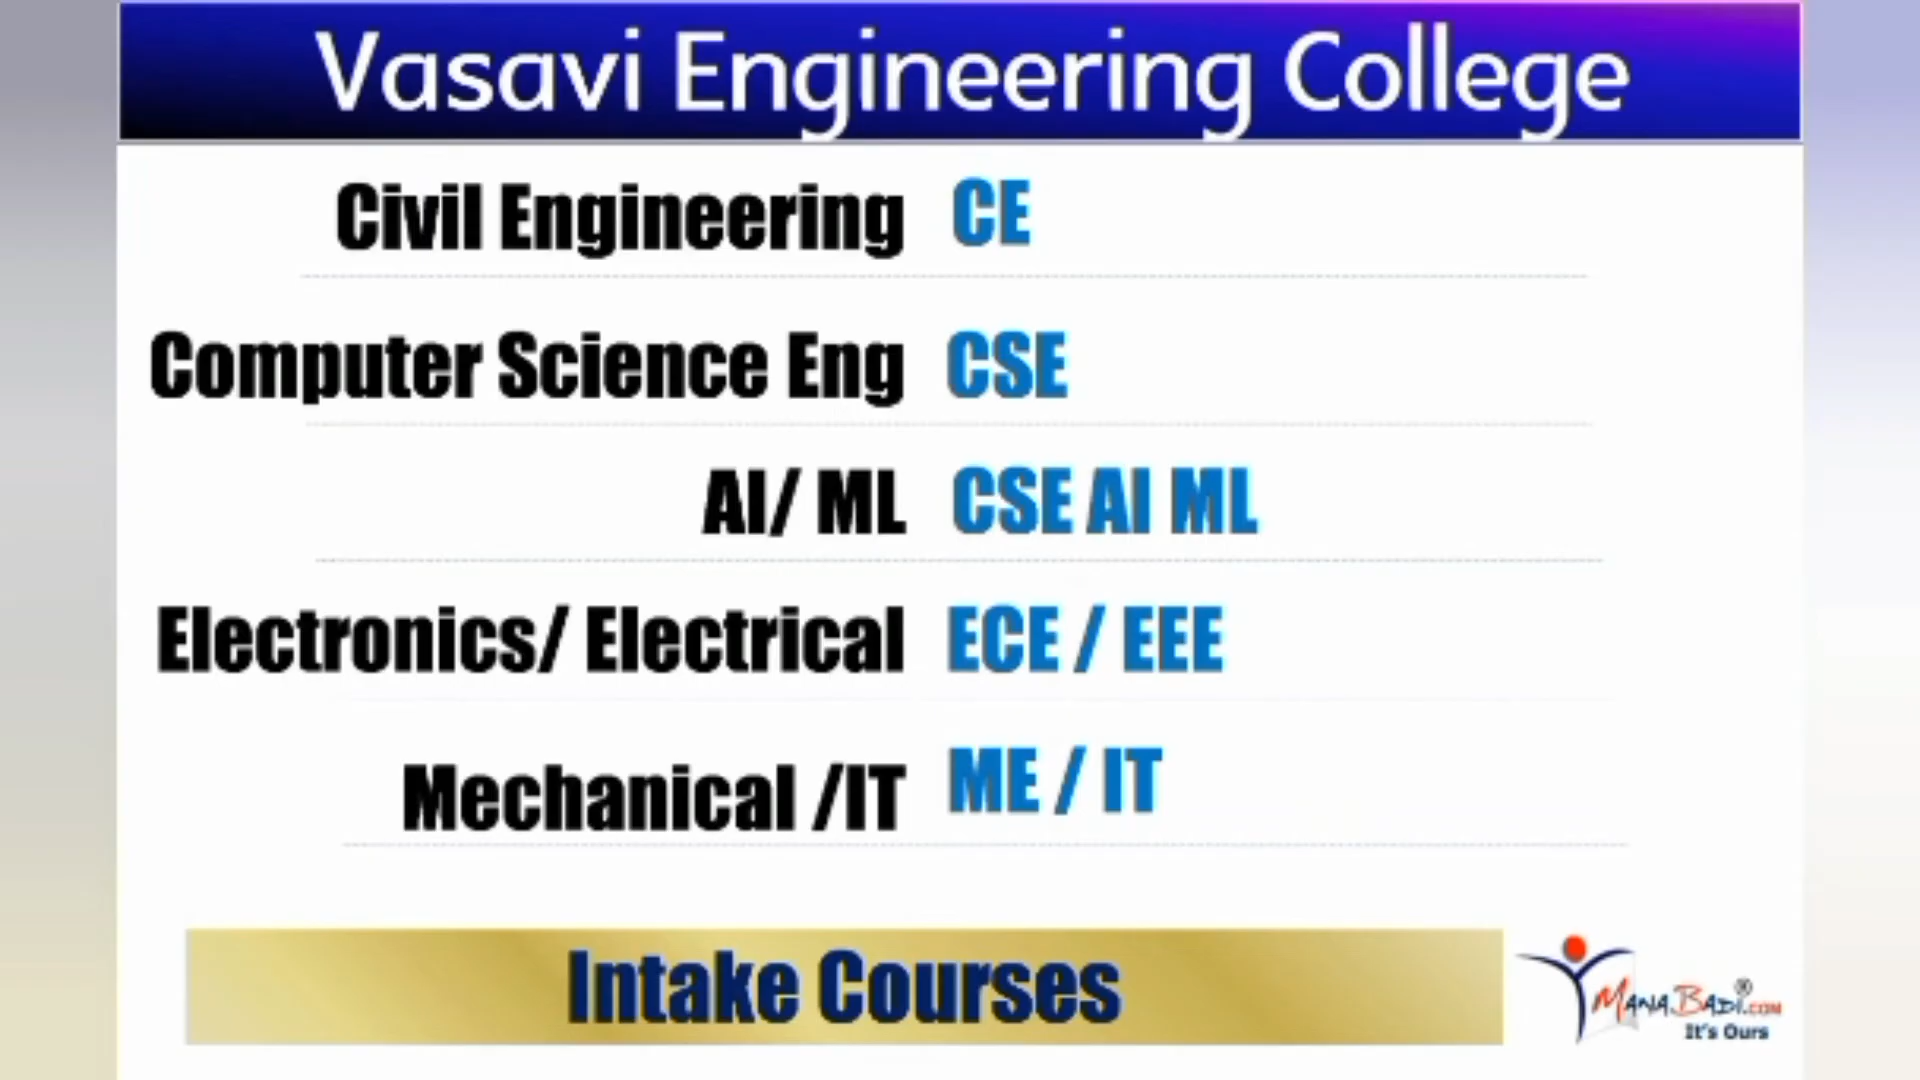 Vasavi Engineering College
Civil Engineering CE
Computer Science Eng CSE
AI/ ML CSE AI ML
Electronics/ Electrical ECE / EEE
Mechanical /IT ME / IT
Intake Courses
MANABADI.COM®
It's Ours